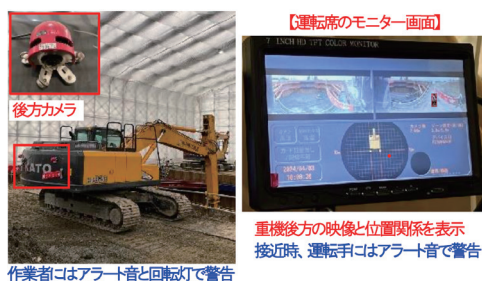 後方カメラ
KATO
作業者にはアラート音と回転灯で警告
【運転席のモニター画面】
7 INCH HD TFT COLOR MONITOR
重機後方の映像と位置関係を表示
接近時、運転手にはアラート音で警告